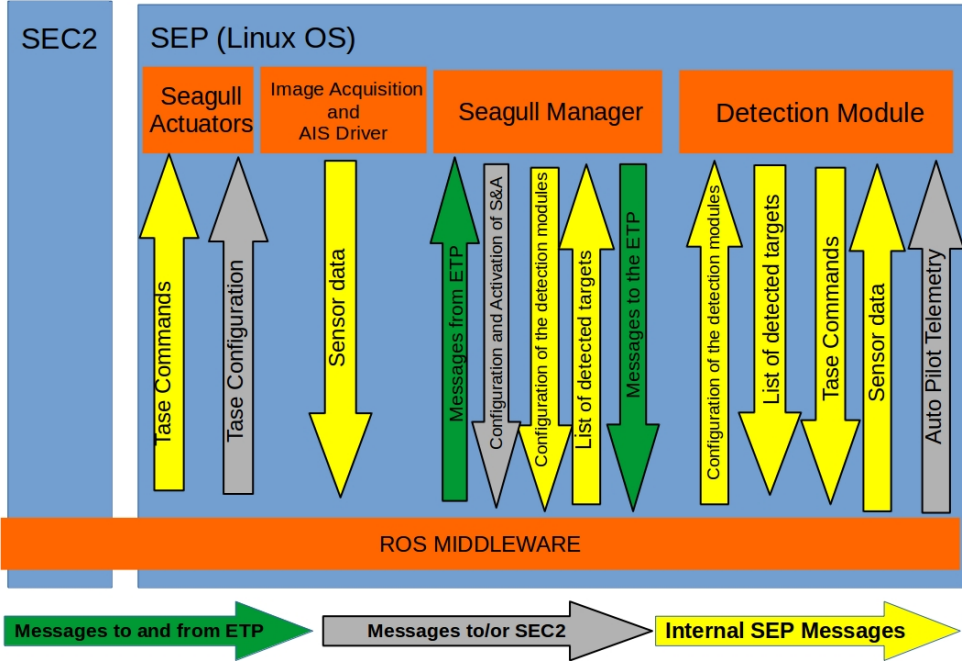 SEC2
SEP (Linux OS)
Seagull
Actuators
Image Acquisition
and
AIS Driver
Seagull Manager
Detection Module
Tase Commands
Tase Configuration
Sensor data
Messages from ETP
Configuration and Activation of S&A
Configuration of the detection modules
List of detected targets
Messages to the ETP
Configuration of the detection modules
List of detected targets
Tase Commands
Sensor data
Auto Pilot Telemetry
ROS MIDDLEWARE
Messages to and from ETP
Messages to/or SEC2
Internal SEP Messages